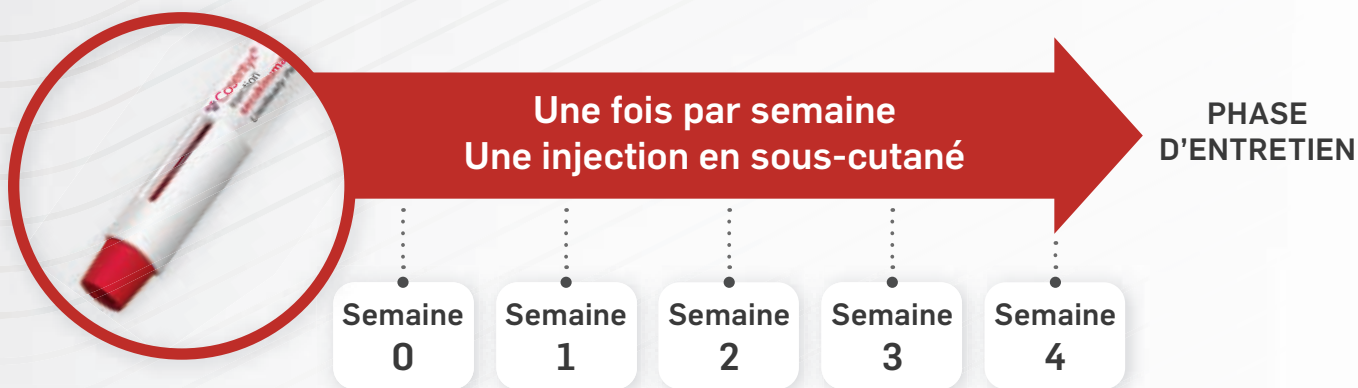 Cosentyx®
Une fois par semaine
Une injection en sous-cutané
PHASE
D'ENTRETIEN
Semaine
0
Semaine
1
Semaine
2
Semaine
3
Semaine
4